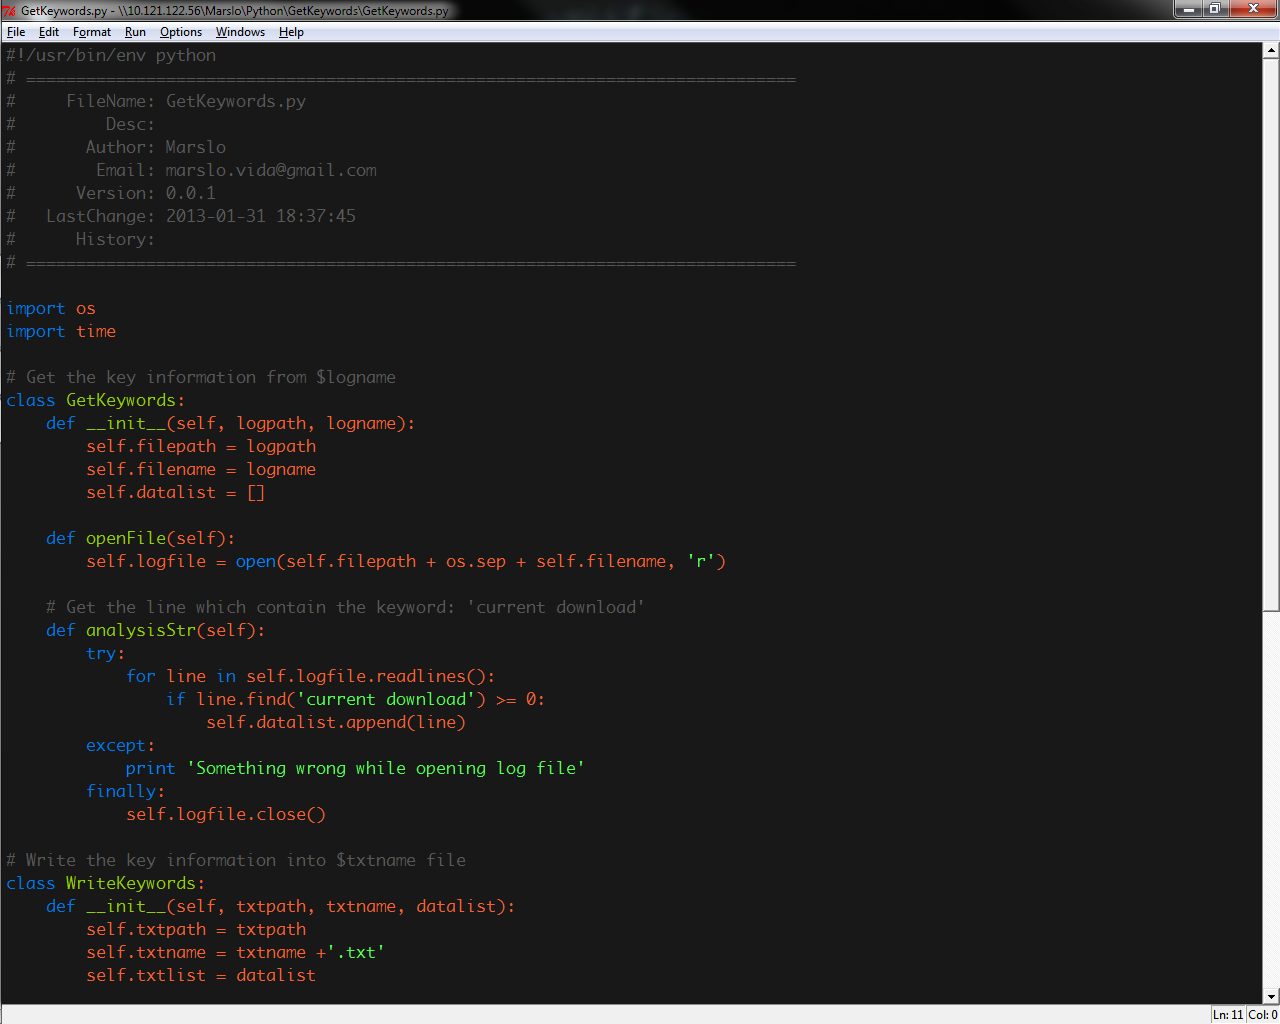 GetKeywords.py - \\10.121.122.56\Marslo\Python\GetKeywords\GetKeywords.py
File Edit Format Run Options Windows Help
#!/usr/bin/env python
# =============================================================================
#     FileName: GetKeywords.py
#         Desc:
#       Author: Marslo
#        Email: marslo.vida@gmail.com
#      Version: 0.0.1
#   LastChange: 2013-01-31 18:37:45
#      History:
# =============================================================================

import os
import time

# Get the key information from $logname
class GetKeywords:
    def __init__(self, logpath, logname):
        self.filepath = logpath
        self.filename = logname
        self.datalist = []

    def openFile(self):
        self.logfile = open(self.filepath + os.sep + self.filename, 'r')

    # Get the line which contain the keyword: 'current download'
    def analysisStr(self):
        try:
            for line in self.logfile.readlines():
                if line.find('current download') >= 0:
                    self.datalist.append(line)
        except:
            print 'Something wrong while opening log file'
        finally:
            self.logfile.close()

# Write the key information into $txtname file
class WriteKeywords:
    def __init__(self, txtpath, txtname, datalist):
        self.txtpath = txtpath
        self.txtname = txtname +'.txt'
        self.txtlist = datalist
Ln: 11 Col: 0